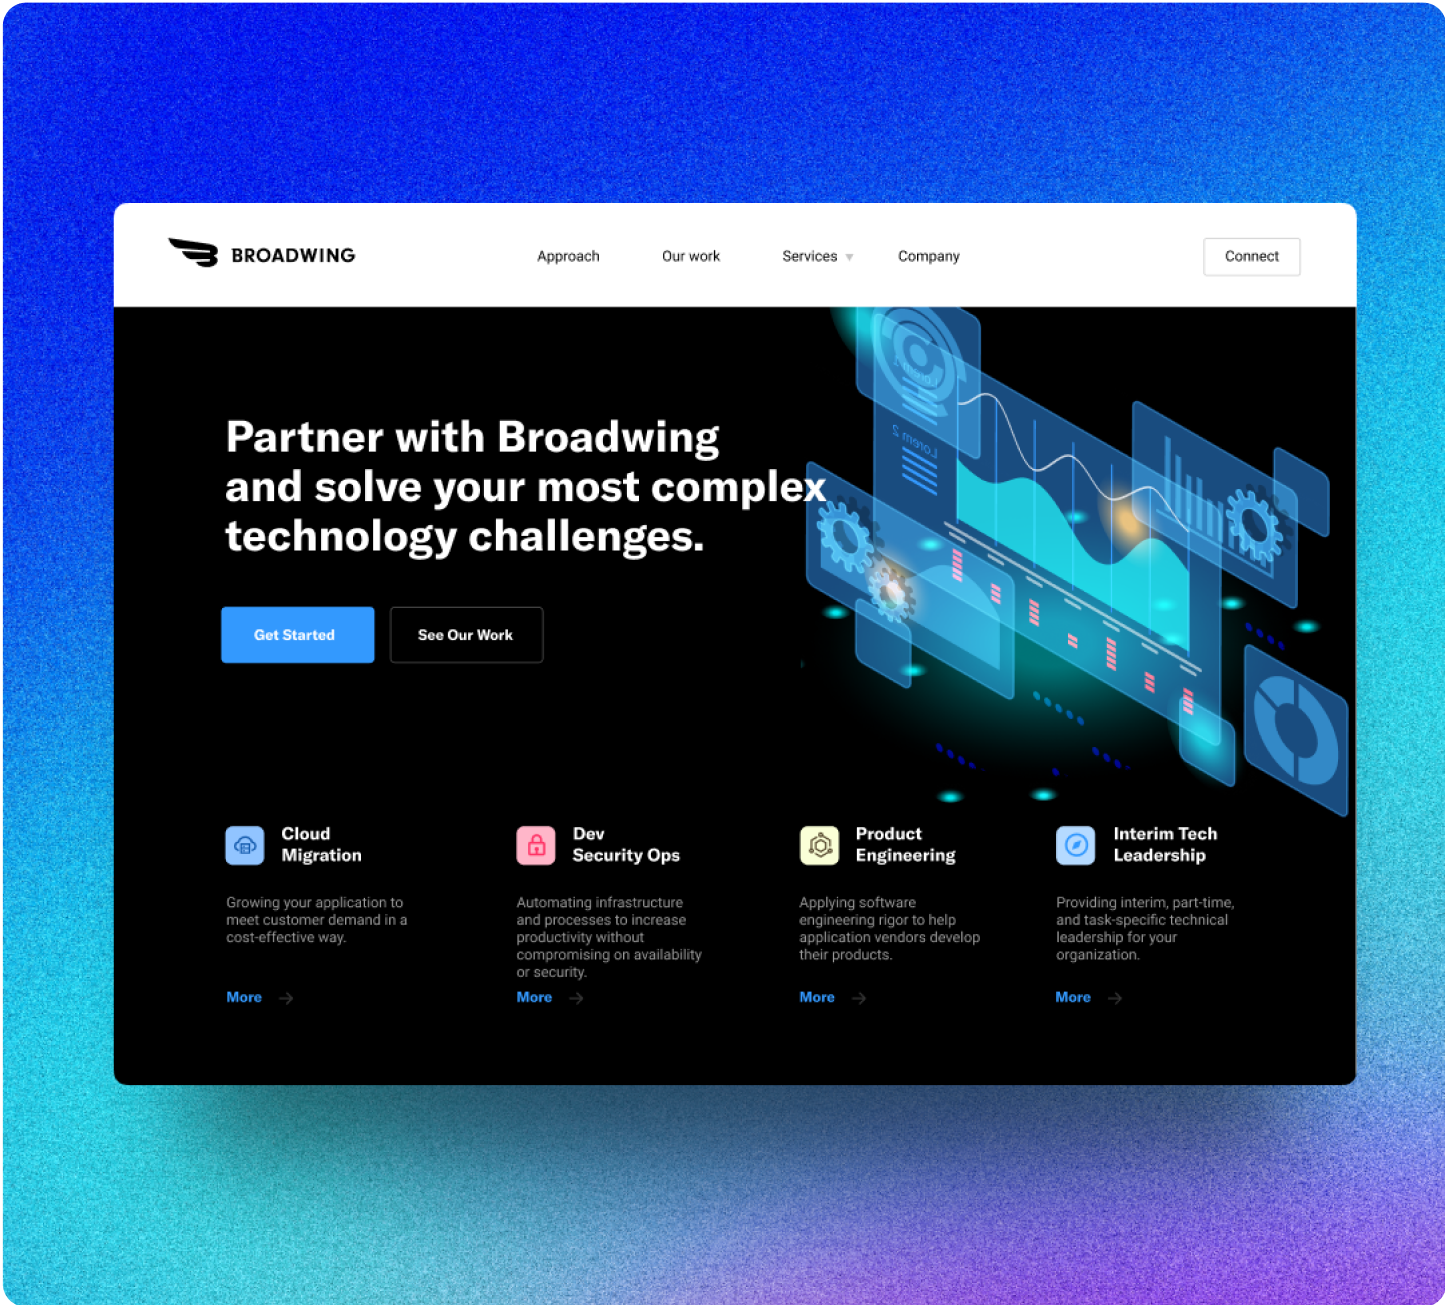 BROADWING
Approach
Our work
Services
Company
Connect
Partner with Broadwing
and solve your most complex
technology challenges.
Get Started
See Our Work
Lorem 1
Lorem 2
Cloud
Migration
Growing your application to
meet customer demand in a
cost-effective way.
More
Dev
Security Ops
Automating infrastructure
and processes to increase
productivity without
compromising on availability
or security.
More
Product
Engineering
Applying software
engineering rigor to help
application vendors develop
their products.
More
Interim Tech
Leadership
Providing interim, part-time,
and task-specific technical
leadership for your
organization.
More